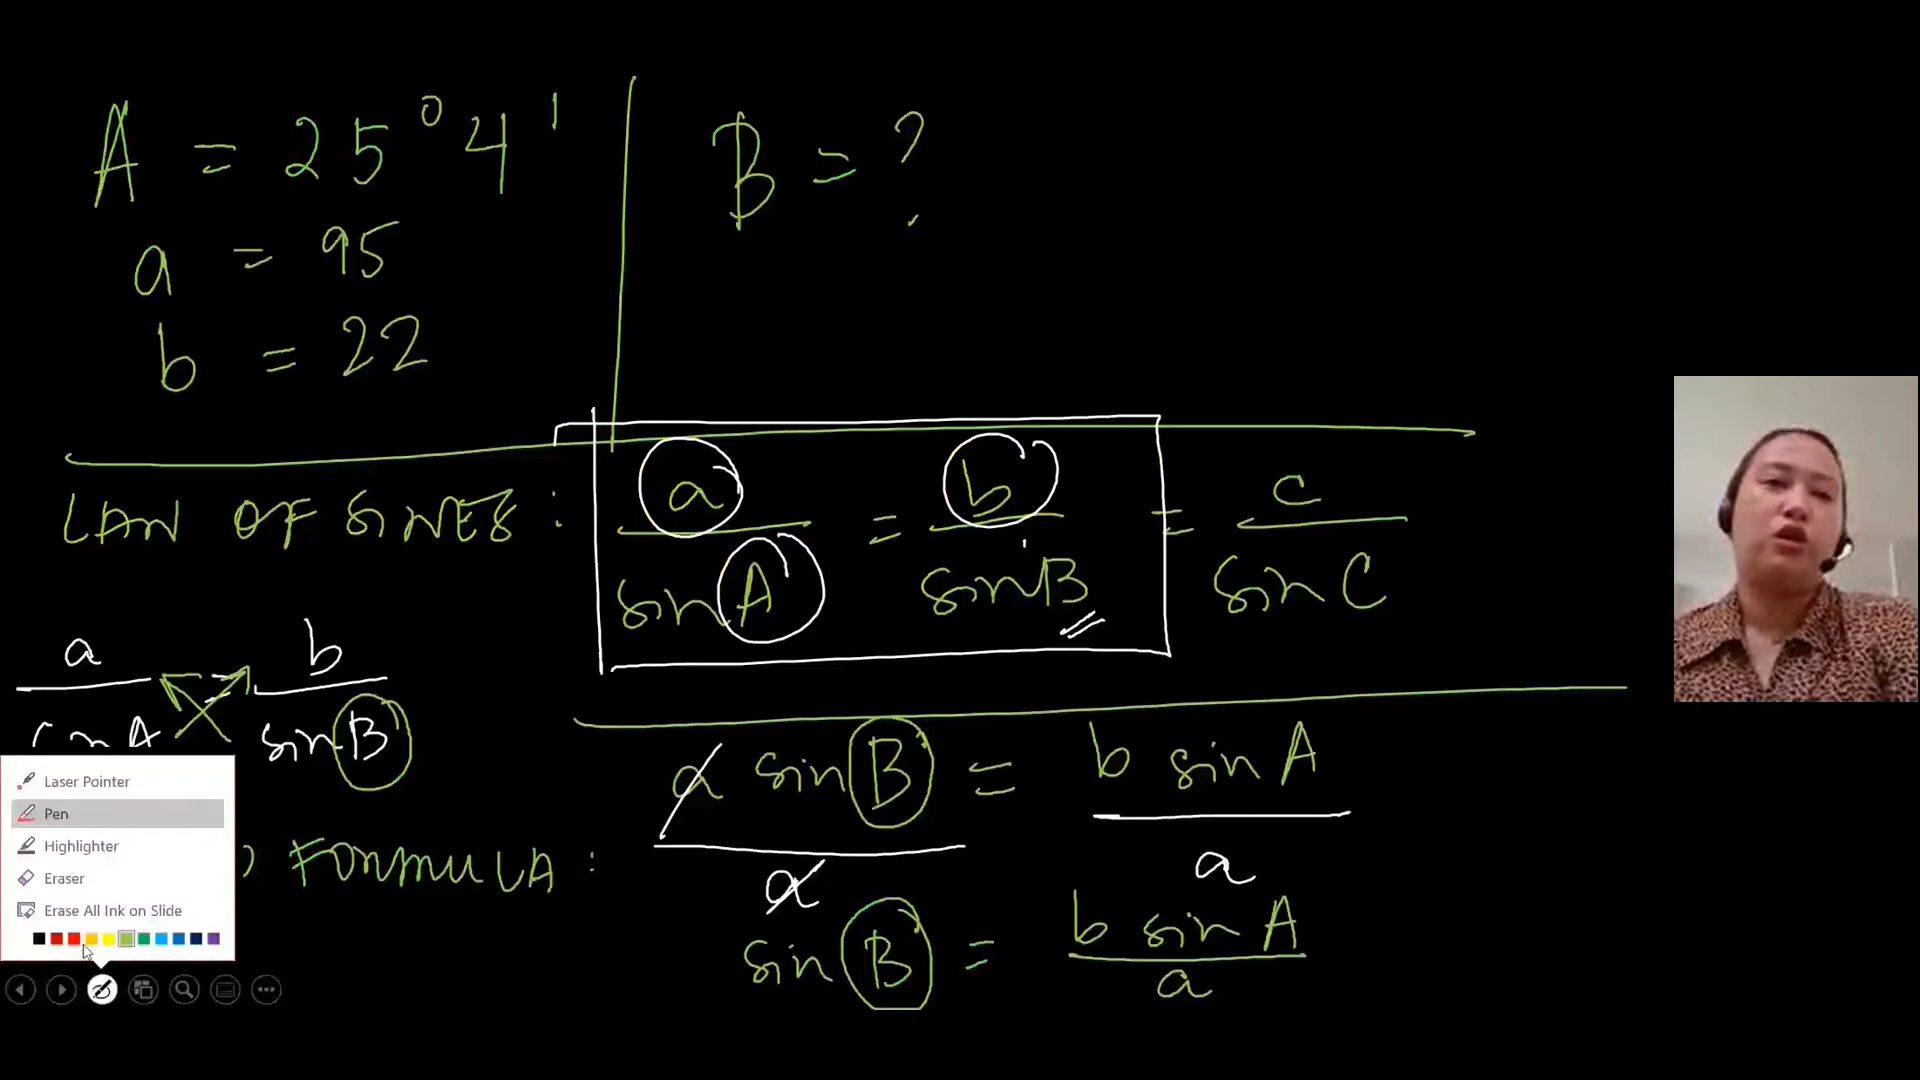 A = 25° 4'
a = 95
b = 22
B = ?
LAW OF SINES : a / sin A = b / sin B = c / sin C
a / sin A = b / sin B
a sin B / a = b sin A / a
FORMULA :
sin B = b sin A / a
Laser Pointer
Pen
Highlighter
Eraser
Erase All Ink on Slide